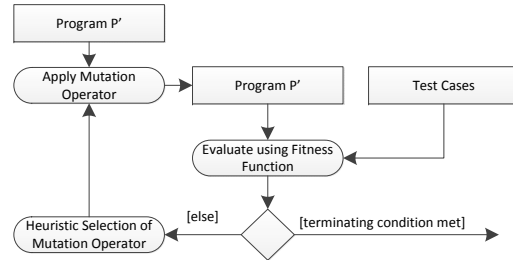 Program P'
Apply Mutation
Operator
Program P'
Test Cases
Evaluate using Fitness
Function
[else]
[terminating condition met]
Heuristic Selection of
Mutation Operator